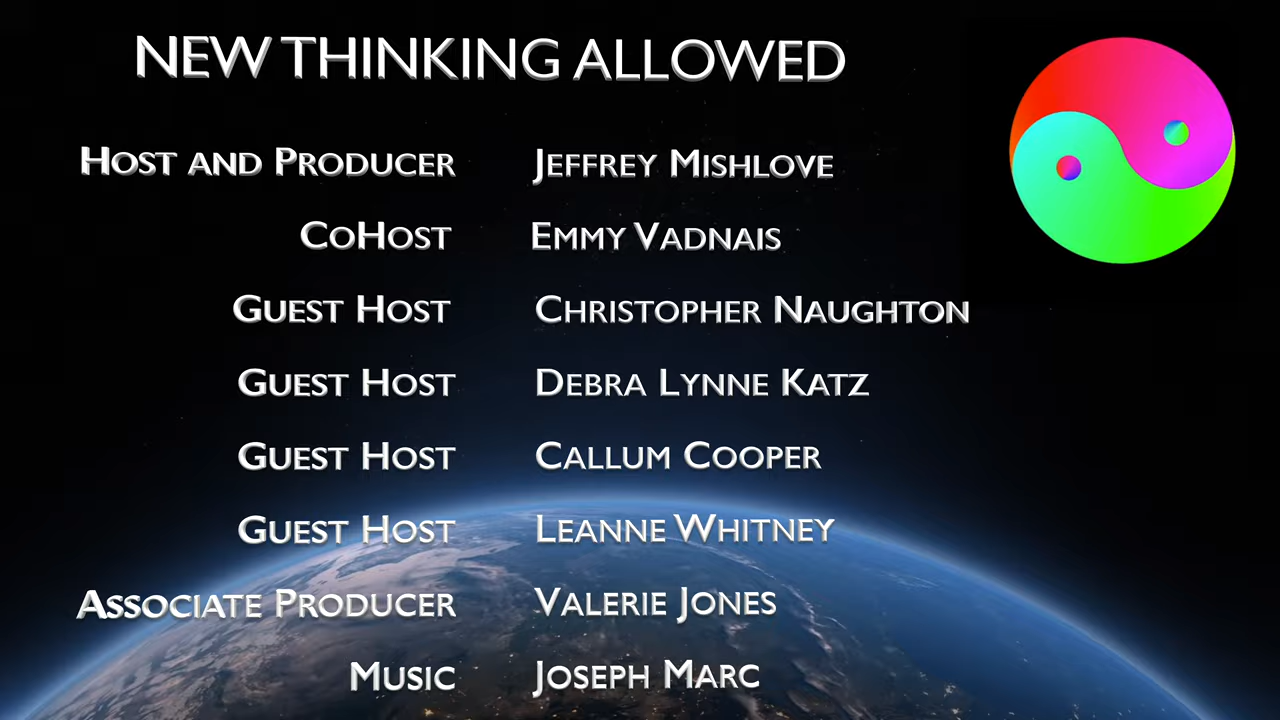 NEW THINKING ALLOWED
HOST AND PRODUCER JEFFREY MISHLOVE
COHOST EMMY VADNAIS
GUEST HOST CHRISTOPHER NAUGHTON
GUEST HOST DEBRA LYNNE KATZ
GUEST HOST CALLUM COOPER
GUEST HOST LEANNE WHITNEY
ASSOCIATE PRODUCER VALERIE JONES
MUSIC JOSEPH MARC